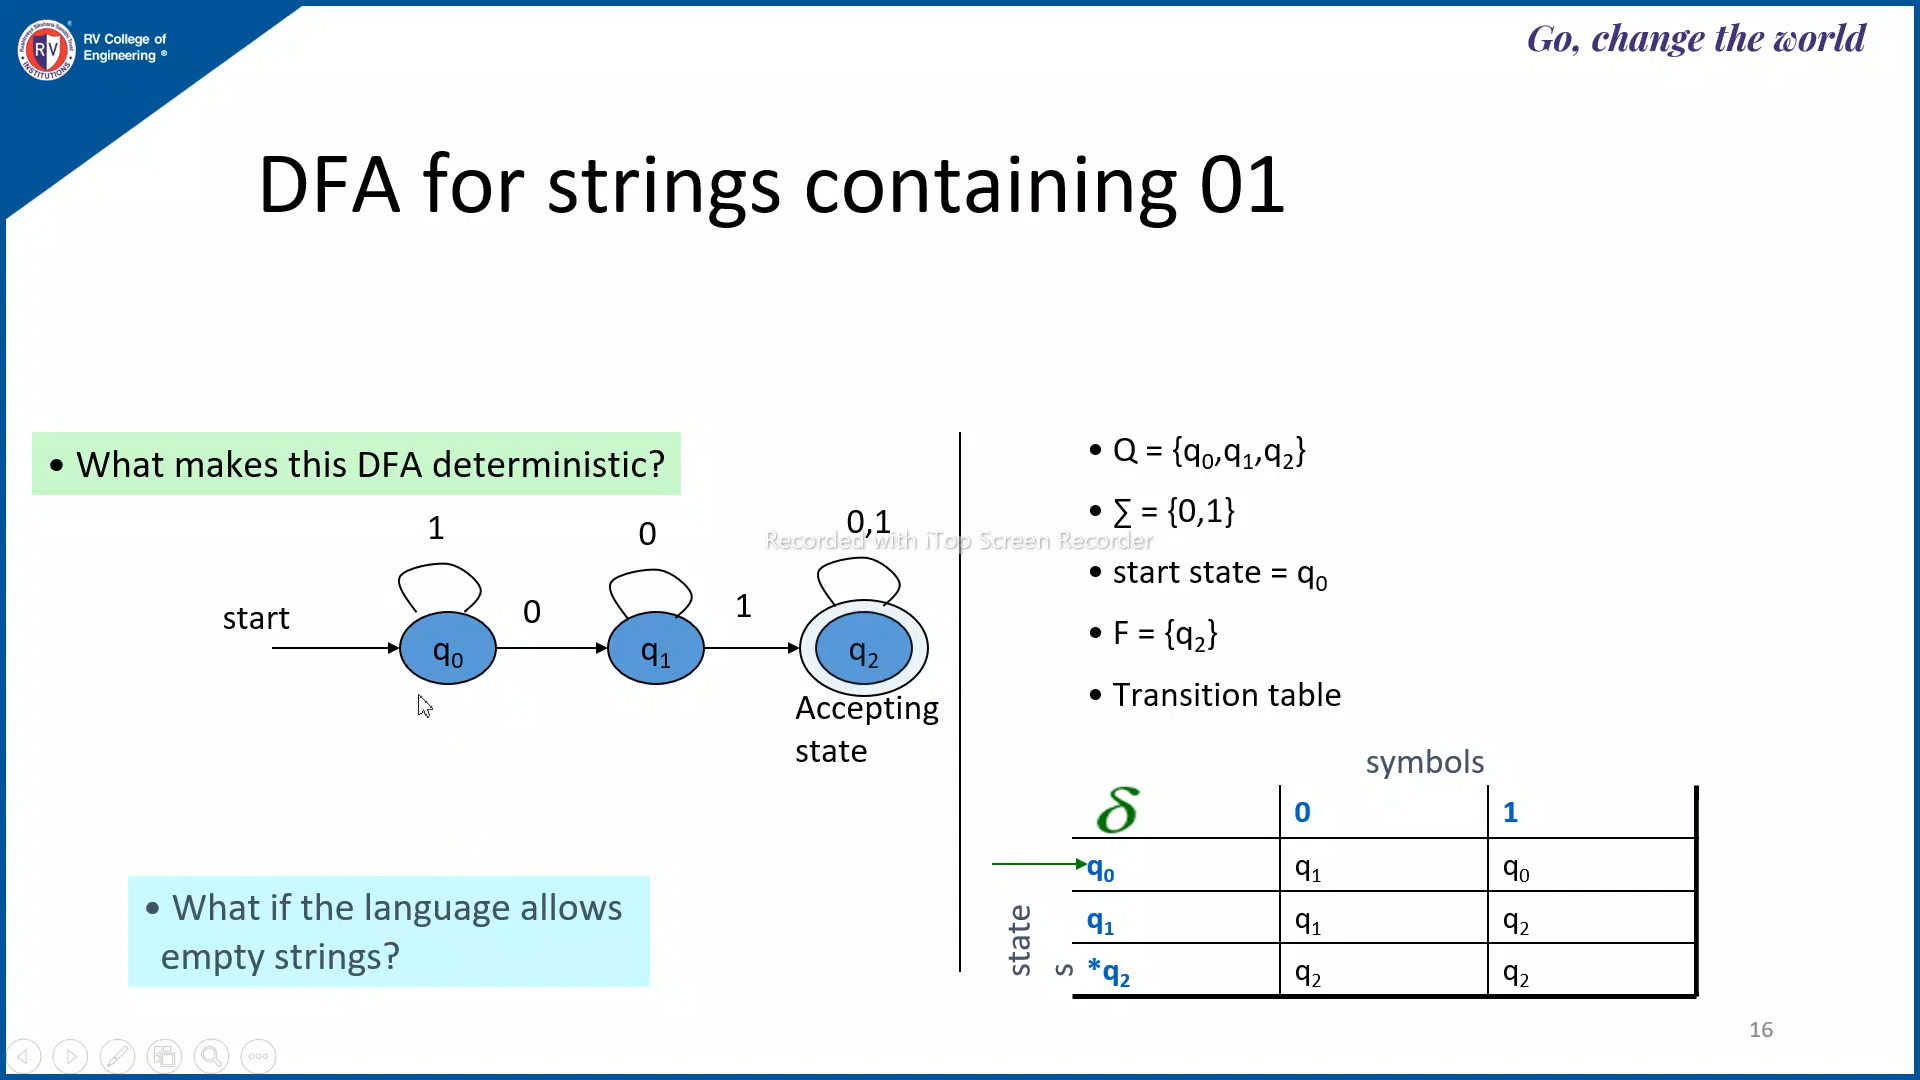 RV College of
Engineering ®
Go, change the world
DFA for strings containing 01
• What makes this DFA deterministic?
1
0
0,1
start
0
1
q0
q1
q2
Accepting
state
• What if the language allows
empty strings?
Recorded with iTop Screen Recorder
• Q = {q0,q1,q2}
• ∑ = {0,1}
• start state = q0
• F = {q2}
• Transition table
symbols
states
δ 0 1
q0 q1 q0
q1 q1 q2
*q2 q2 q2
16